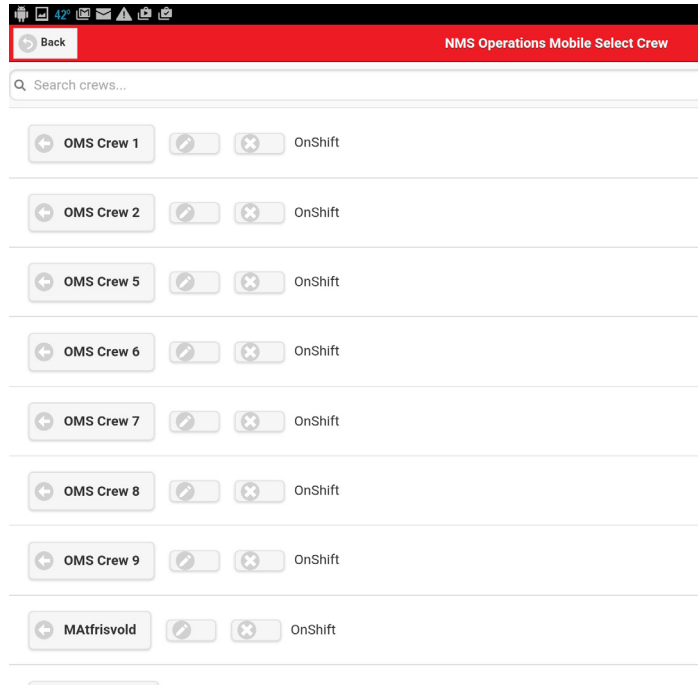 42°
Back NMS Operations Mobile Select Crew
Search crews...
OMS Crew 1 OnShift
OMS Crew 2 OnShift
OMS Crew 5 OnShift
OMS Crew 6 OnShift
OMS Crew 7 OnShift
OMS Crew 8 OnShift
OMS Crew 9 OnShift
MAtfrisvold OnShift